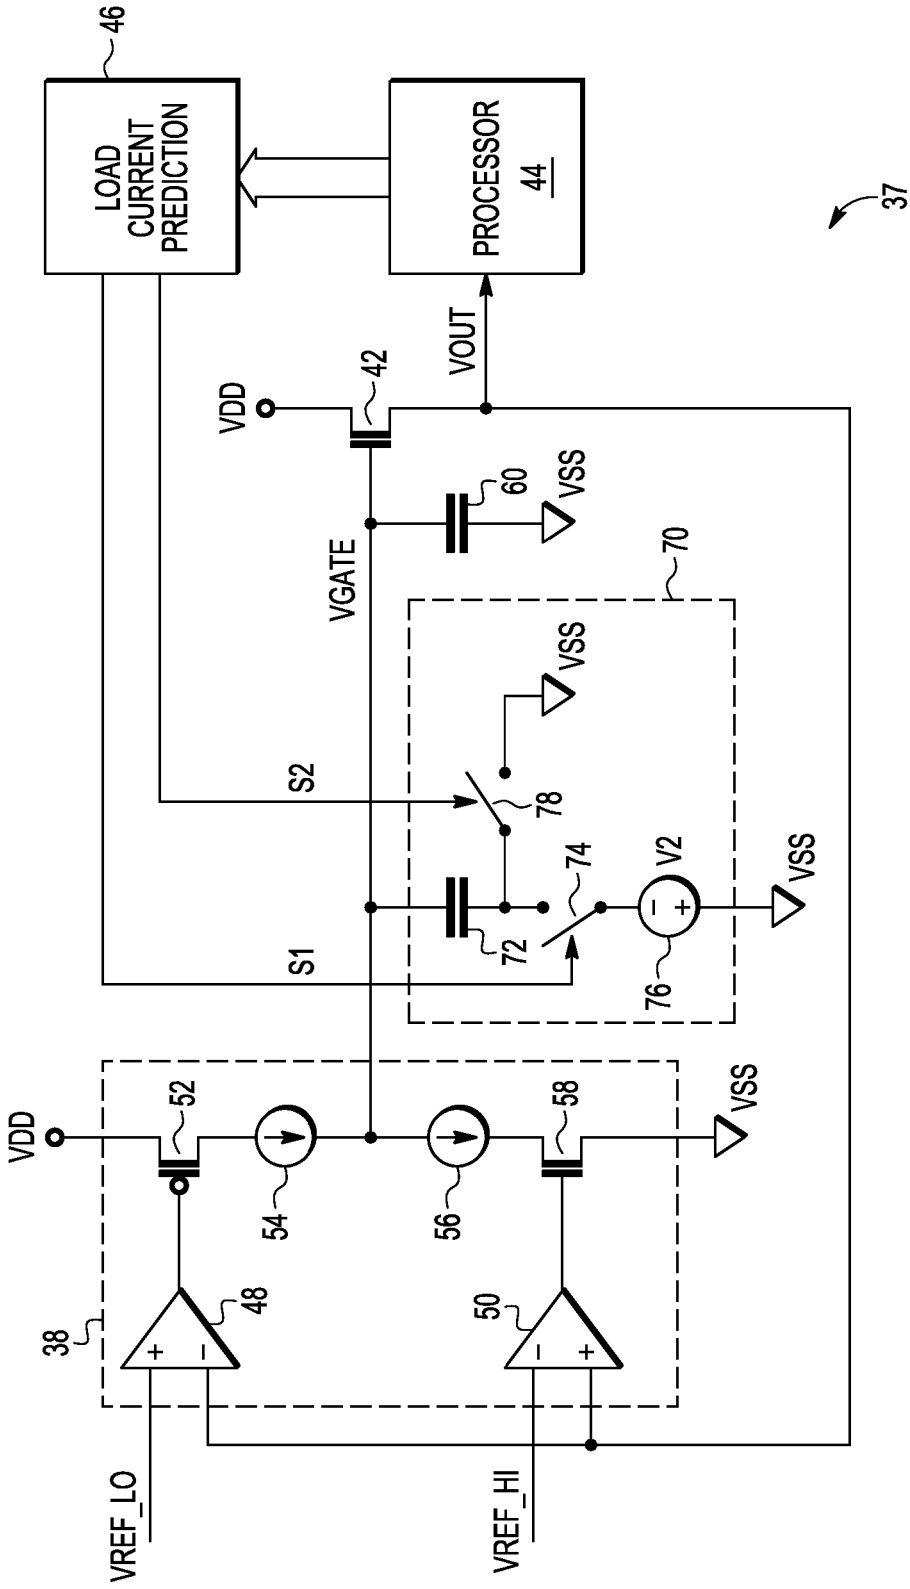 VREF_LO
VREF_HI
38
+
−
48
50
−
+
VDD
52
54
56
58
VSS
S1
S2
72
74
76
−
+
V2
VSS
78
VSS
70
VGATE
60
VSS
VDD
42
VOUT
LOAD
CURRENT
PREDICTION
46
PROCESSOR
44
37